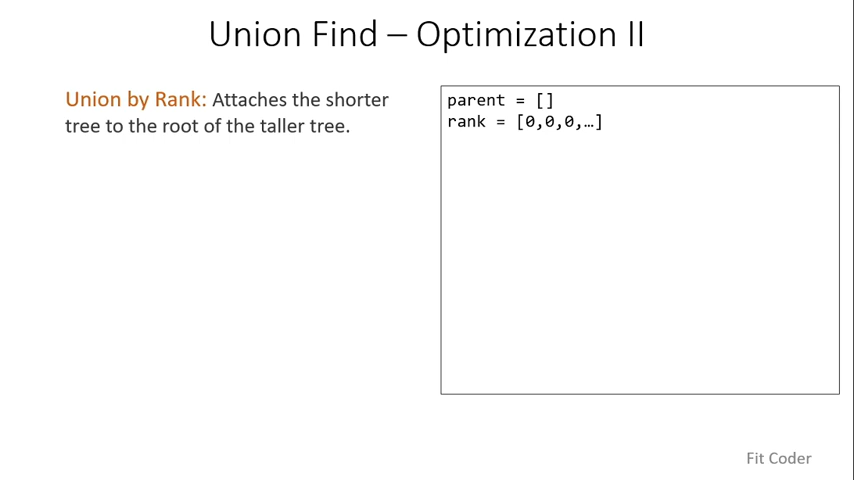 Union Find – Optimization II
Union by Rank: Attaches the shorter
tree to the root of the taller tree.
parent = []
rank = [0,0,0,…]
Fit Coder